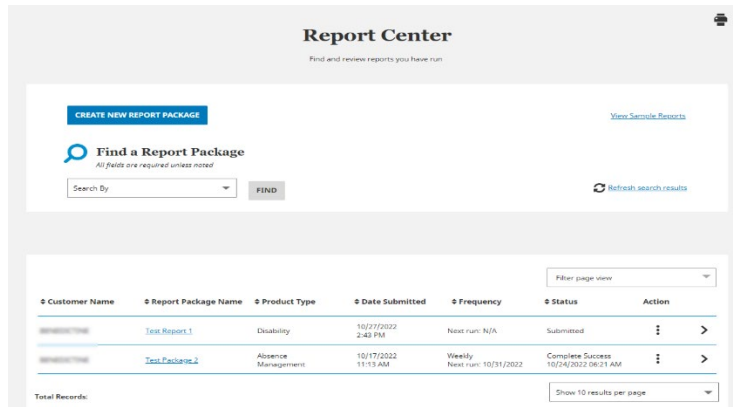 Report Center
Find and review reports you have run
CREATE NEW REPORT PACKAGE
View Sample Reports
Find a Report Package
All fields are required unless noted
Search By
FIND
Refresh search results
Filter page view
Customer Name Report Package Name Product Type Date Submitted Frequency Status Action
Test Report 1 Disability 10/27/2022 2:43 PM Next run: N/A Submitted
Test Package 2 Absence Management 10/17/2022 11:13 AM Weekly Next run: 10/31/2022 Complete Success 10/24/2022 06:21 AM
Total Records:
Show 10 results per page